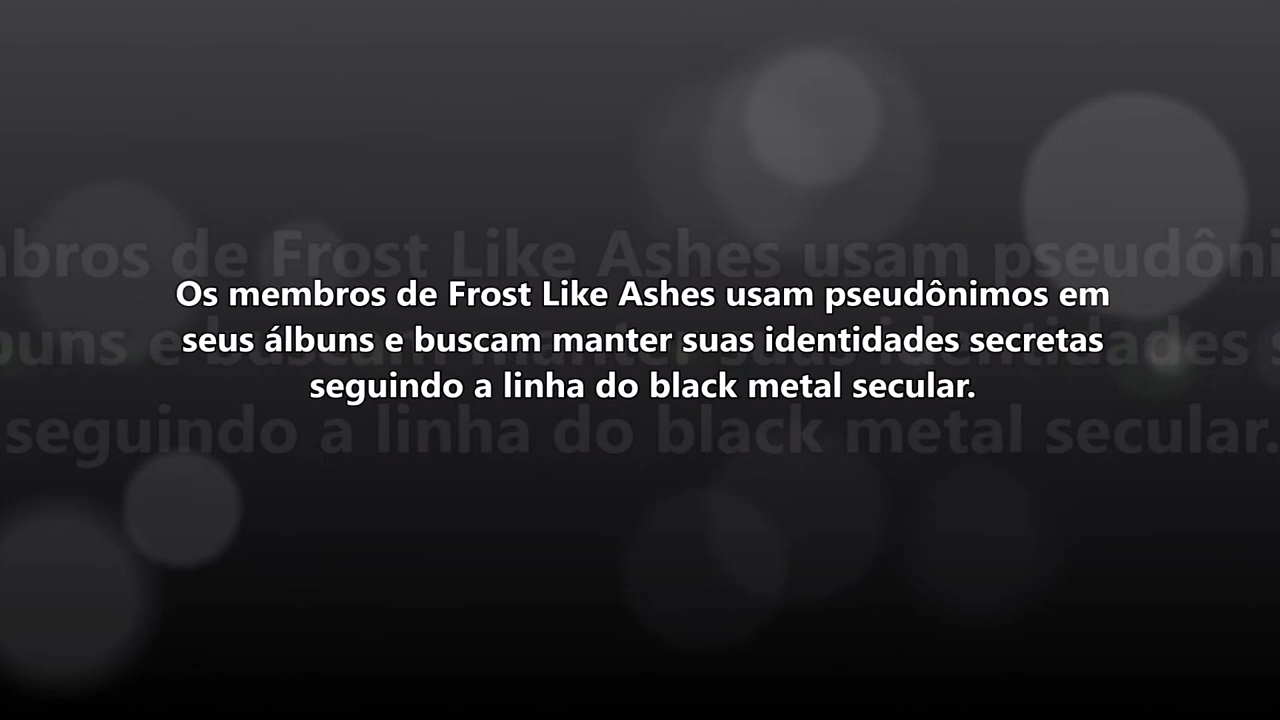 Os membros de Frost Like Ashes usam pseudônimos em
seus álbuns e buscam manter suas identidades secretas
seguindo a linha do black metal secular.